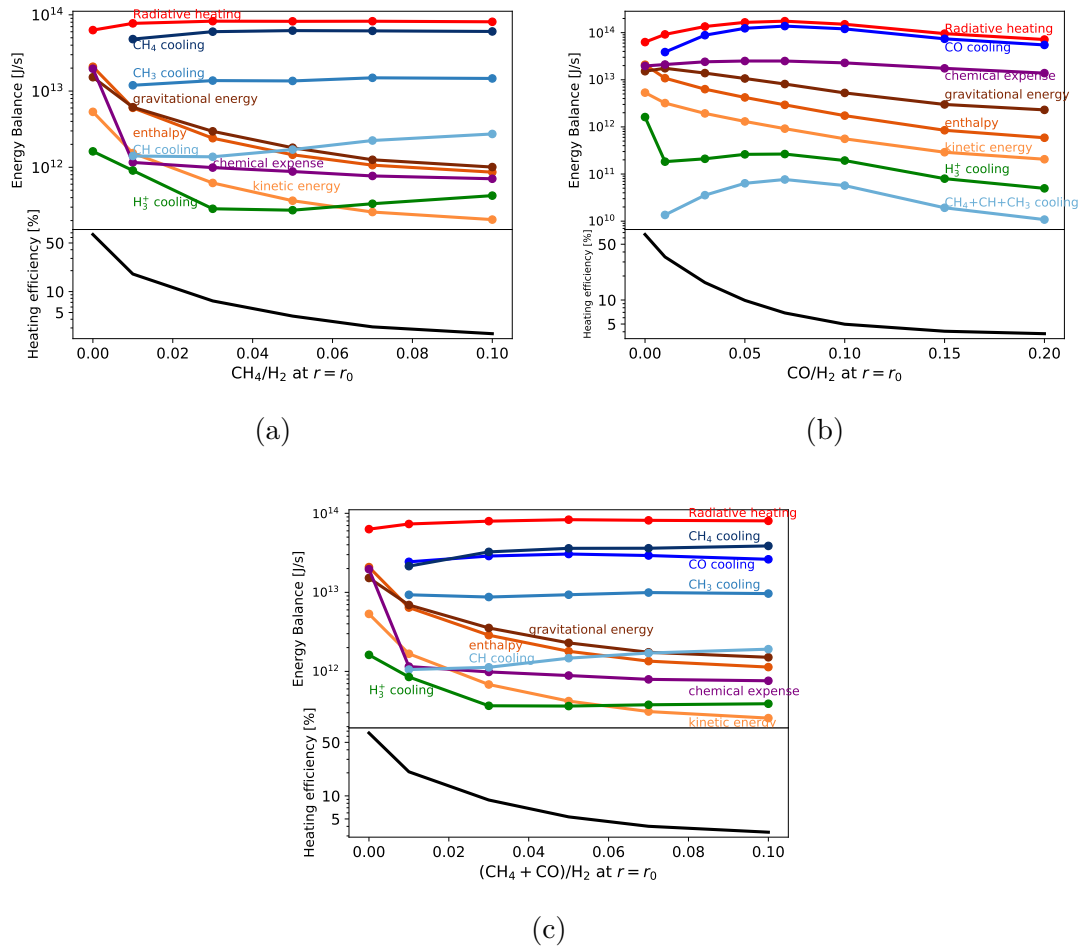 10^14
10^13
10^12
Energy Balance [J/s]
Radiative heating
CH4 cooling
CH3 cooling
gravitational energy
enthalpy
CH cooling
chemical expense
kinetic energy
H3+ cooling
50
10
5
Heating efficiency [%]
0.00 0.02 0.04 0.06 0.08 0.10
CH4/H2 at r = r0
(a)
10^14
10^13
10^12
10^11
10^10
Energy Balance [J/s]
Radiative heating
CO cooling
chemical expense
gravitational energy
enthalpy
kinetic energy
H3+ cooling
CH4+CH+CH3 cooling
50
10
5
Heating efficiency [%]
0.00 0.05 0.10 0.15 0.20
CO/H2 at r = r0
(b)
10^14
10^13
10^12
Energy Balance [J/s]
Radiative heating
CH4 cooling
CO cooling
CH3 cooling
gravitational energy
enthalpy
CH cooling
H3+ cooling
chemical expense
kinetic energy
50
10
5
Heating efficiency [%]
0.00 0.02 0.04 0.06 0.08 0.10
(CH4 + CO)/H2 at r = r0
(c)